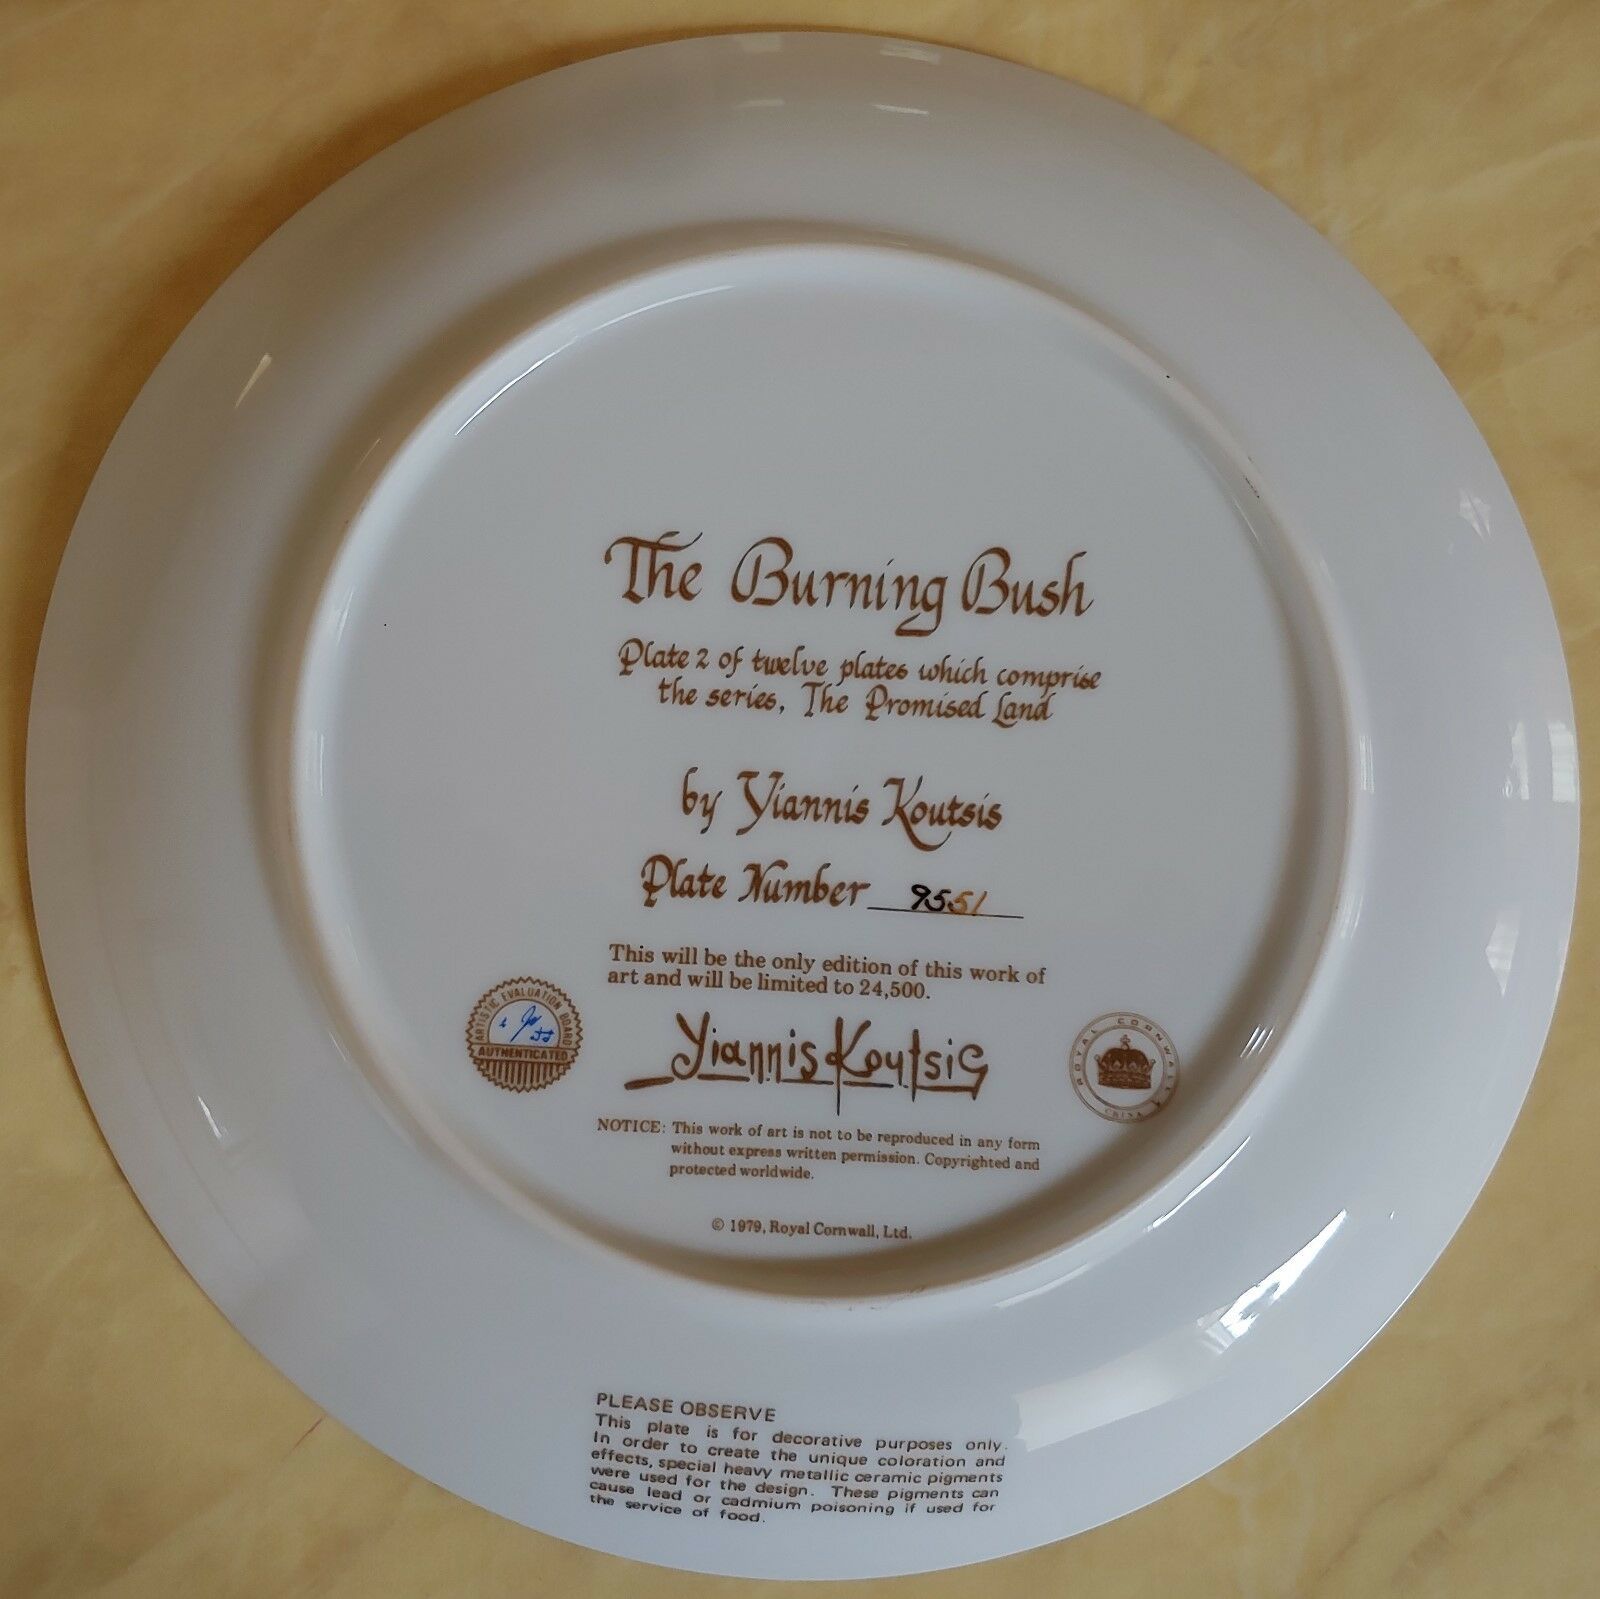 The Burning Bush
Plate 2 of twelve plates which comprise
the series, The Promised Land
by Yiannis Koutsis
Plate Number 9551
This will be the only edition of this work of
art and will be limited to 24,500.
ARTISTIC EVALUATION BOARD
AUTHENTICATED
Yiannis Koutsis
ROYAL CORNWALL
CHINA
NOTICE: This work of art is not to be reproduced in any form
without express written permission. Copyrighted and
protected worldwide.
© 1979, Royal Cornwall, Ltd.
PLEASE OBSERVE
This plate is for decorative purposes only.
In order to create the unique coloration and
effects, special heavy metallic ceramic pigments
were used for the design. These pigments can
cause lead or cadmium poisoning if used for
the service of food.